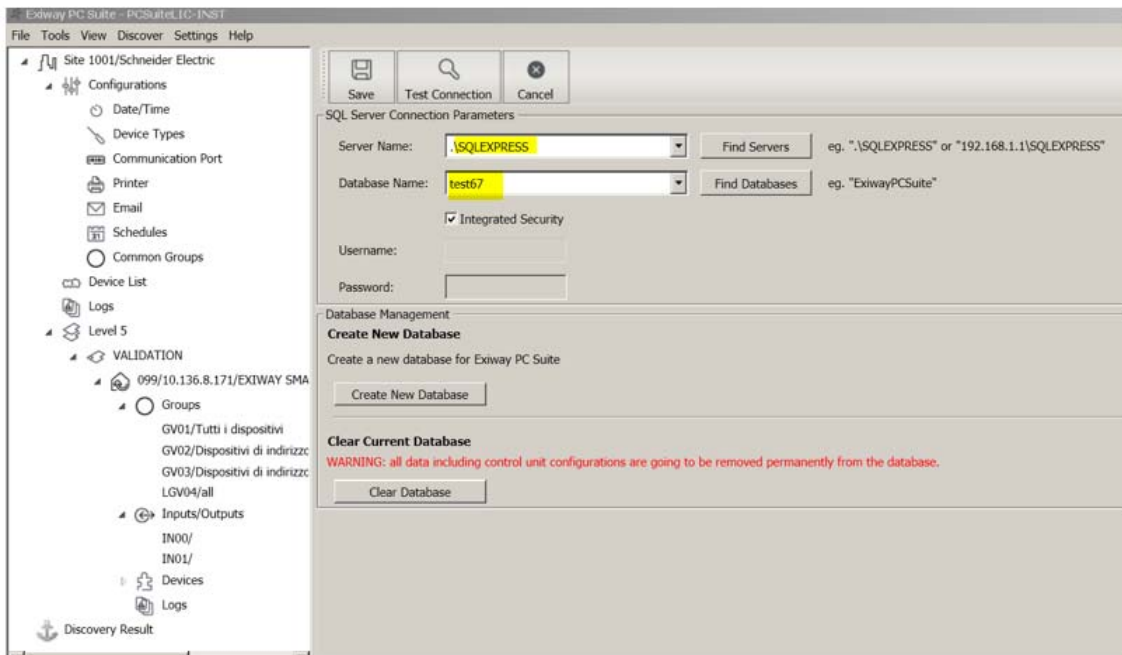 Exiway PC Suite - PCSuiteLIC-INST
File Tools View Discover Settings Help
Site 1001/Schneider Electric
Configurations
Date/Time
Device Types
Communication Port
Printer
Email
Schedules
Common Groups
Device List
Logs
Level 5
VALIDATION
099/10.136.8.171/EXIWAY SMA
Groups
GV01/Tutti i dispositivi
GV02/Dispositivi di indirizzo
GV03/Dispositivi di indirizzo
LGV04/all
Inputs/Outputs
IN00/
IN01/
Devices
Logs
Discovery Result
Save Test Connection Cancel
SQL Server Connection Parameters
Server Name: .\SQLEXPRESS Find Servers eg. ".\SQLEXPRESS" or "192.168.1.1\SQLEXPRESS"
Database Name: test67 Find Databases eg. "ExiwayPCSuite"
Integrated Security
Username:
Password:
Database Management
Create New Database
Create a new database for Exiway PC Suite
Create New Database
Clear Current Database
WARNING: all data including control unit configurations are going to be removed permanently from the database.
Clear Database